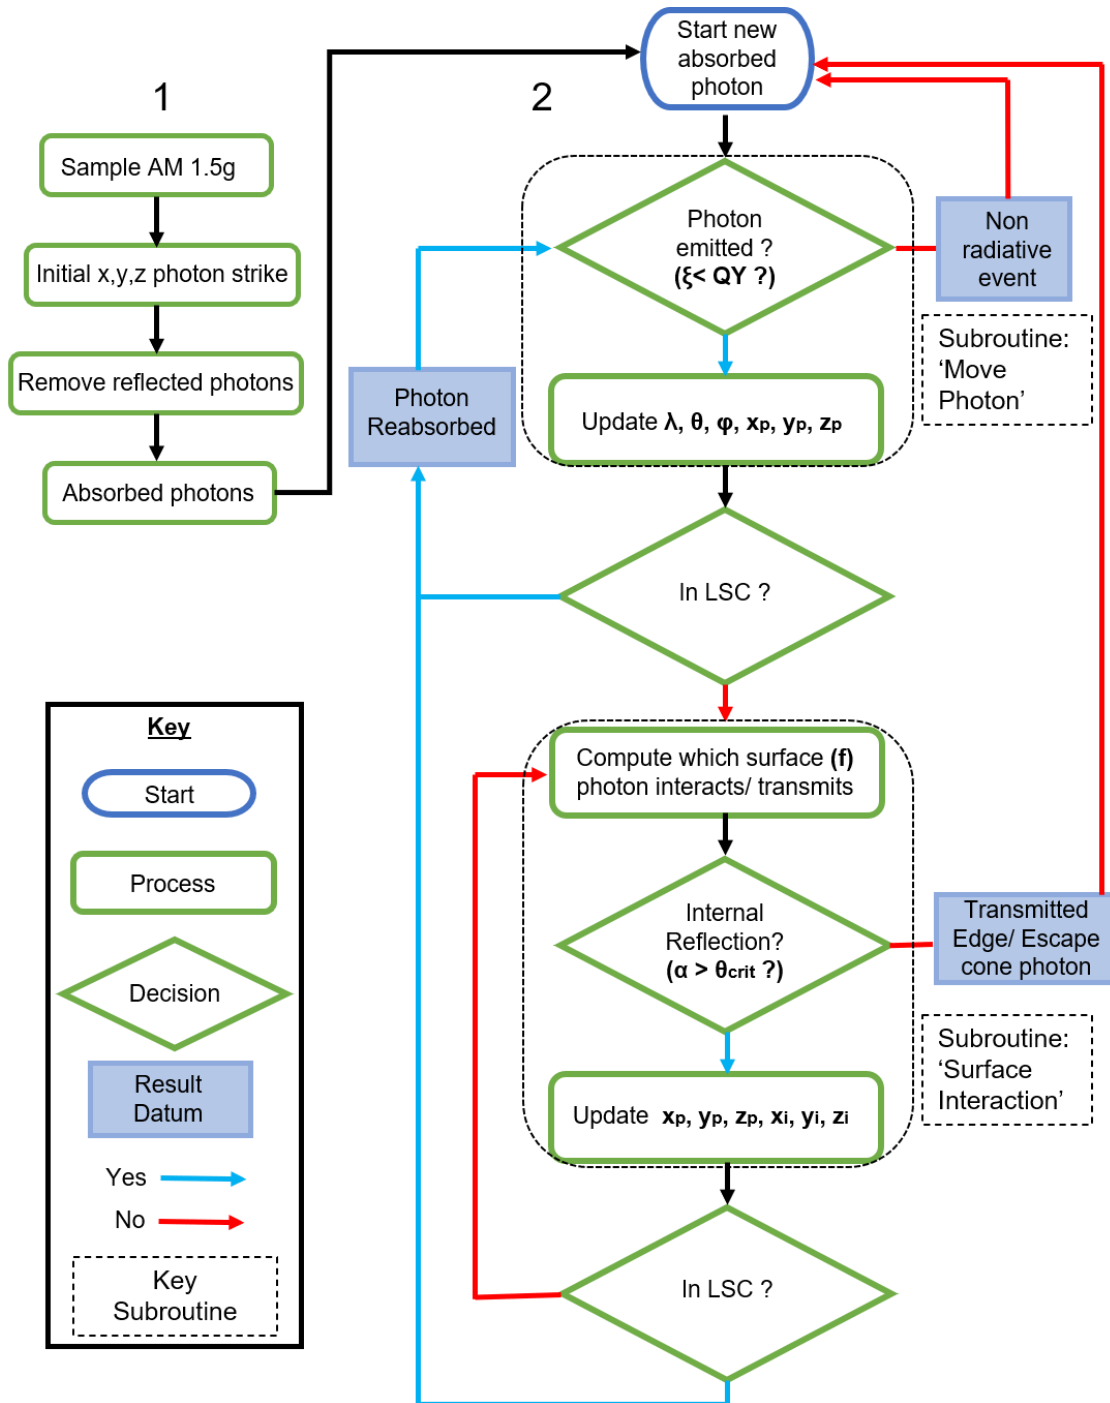 1
Sample AM 1.5g
Initial x,y,z photon strike
Remove reflected photons
Absorbed photons
2
Start new
absorbed
photon
Photon
emitted ?
(ξ< QY ?)
Non
radiative
event
Subroutine:
‘Move
Photon’
Update λ, θ, φ, xₚ, yₚ, zₚ
Photon
Reabsorbed
In LSC ?
Compute which surface (f)
photon interacts/ transmits
Internal
Reflection?
(α > θcrit ?)
Transmitted
Edge/ Escape
cone photon
Subroutine:
‘Surface
Interaction’
Update xₚ, yₚ, zₚ, xᵢ, yᵢ, zᵢ
In LSC ?
Key
Start
Process
Decision
Result
Datum
Yes
No
Key
Subroutine